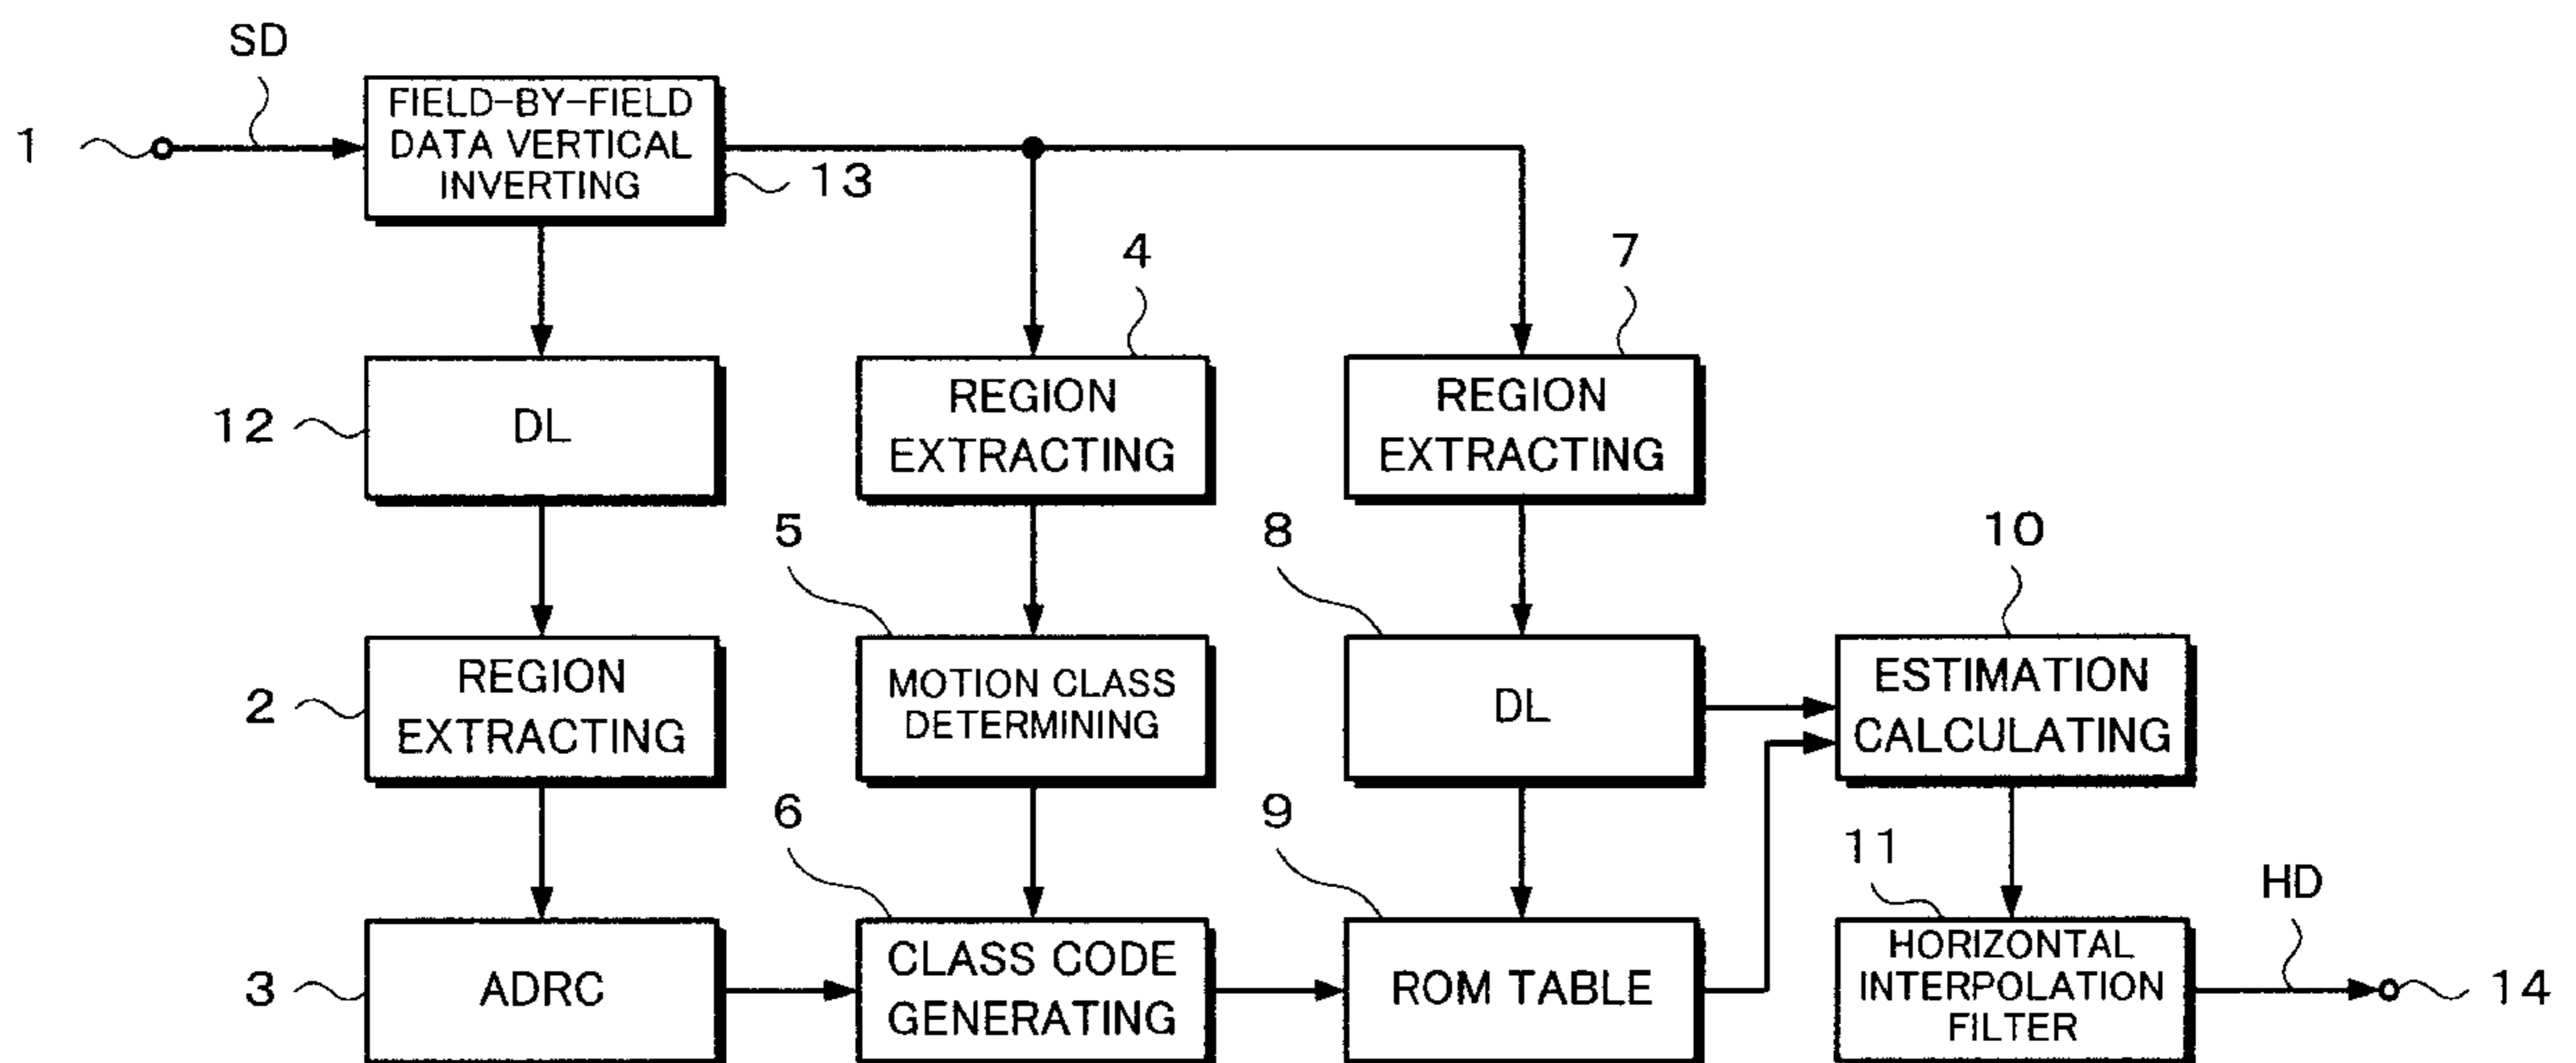 SD
1
FIELD-BY-FIELD
DATA VERTICAL
INVERTING
13
4
7
12
DL
REGION
EXTRACTING
REGION
EXTRACTING
5
8
10
2
REGION
EXTRACTING
MOTION CLASS
DETERMINING
DL
ESTIMATION
CALCULATING
6
9
11
HD
3
ADRC
CLASS CODE
GENERATING
ROM TABLE
HORIZONTAL
INTERPOLATION
FILTER
14